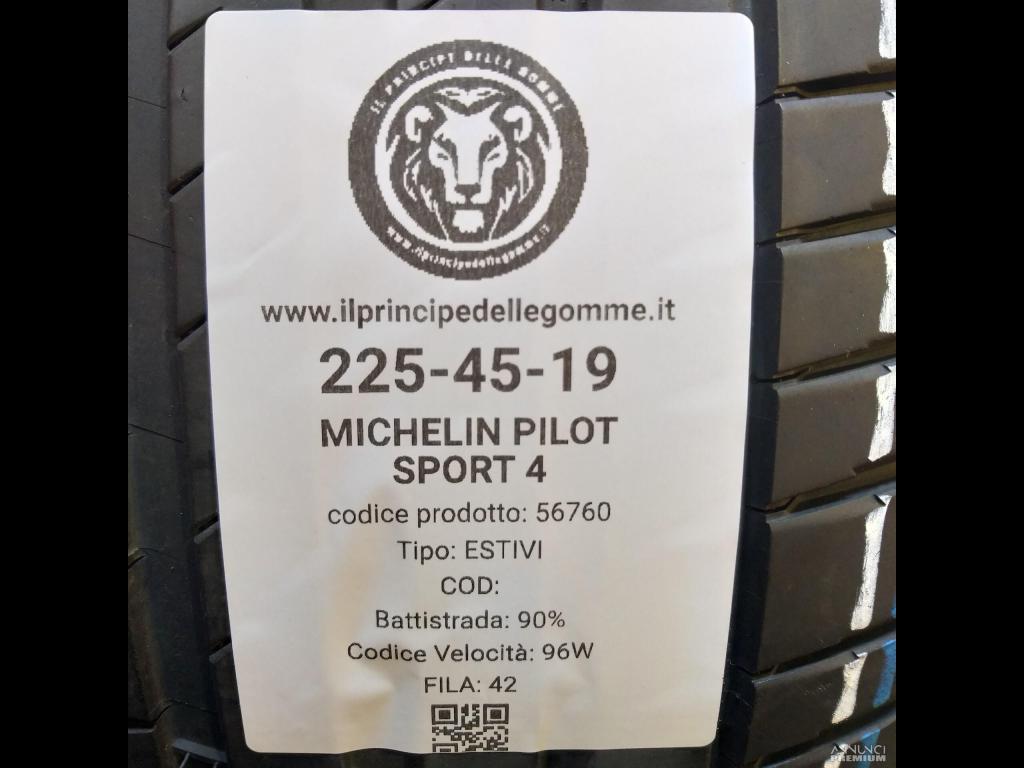 IL PRINCIPE DELLE GOMME
www.ilprincipedellegomme.it
www.ilprincipedellegomme.it
225-45-19
MICHELIN PILOT
SPORT 4
codice prodotto: 56760
Tipo: ESTIVI
COD:
Battistrada: 90%
Codice Velocità: 96W
FILA: 42
ANNUNCI
PREMIUM